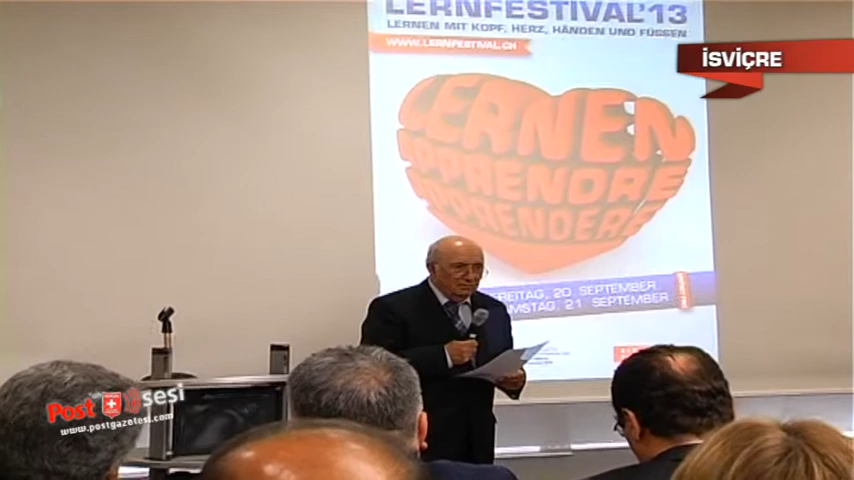 LERNFESTIVAL'13
LERNEN MIT KOPF, HERZ, HÄNDEN UND FÜSSEN
WWW.LERNFESTIVAL.CH
İSVİÇRE
LERNEN
APPRENDRE
APPRENDERE
FREITAG, 20. SEPTEMBER
SAMSTAG, 21. SEPTEMBER
Post sesi
www.postgazetesi.com